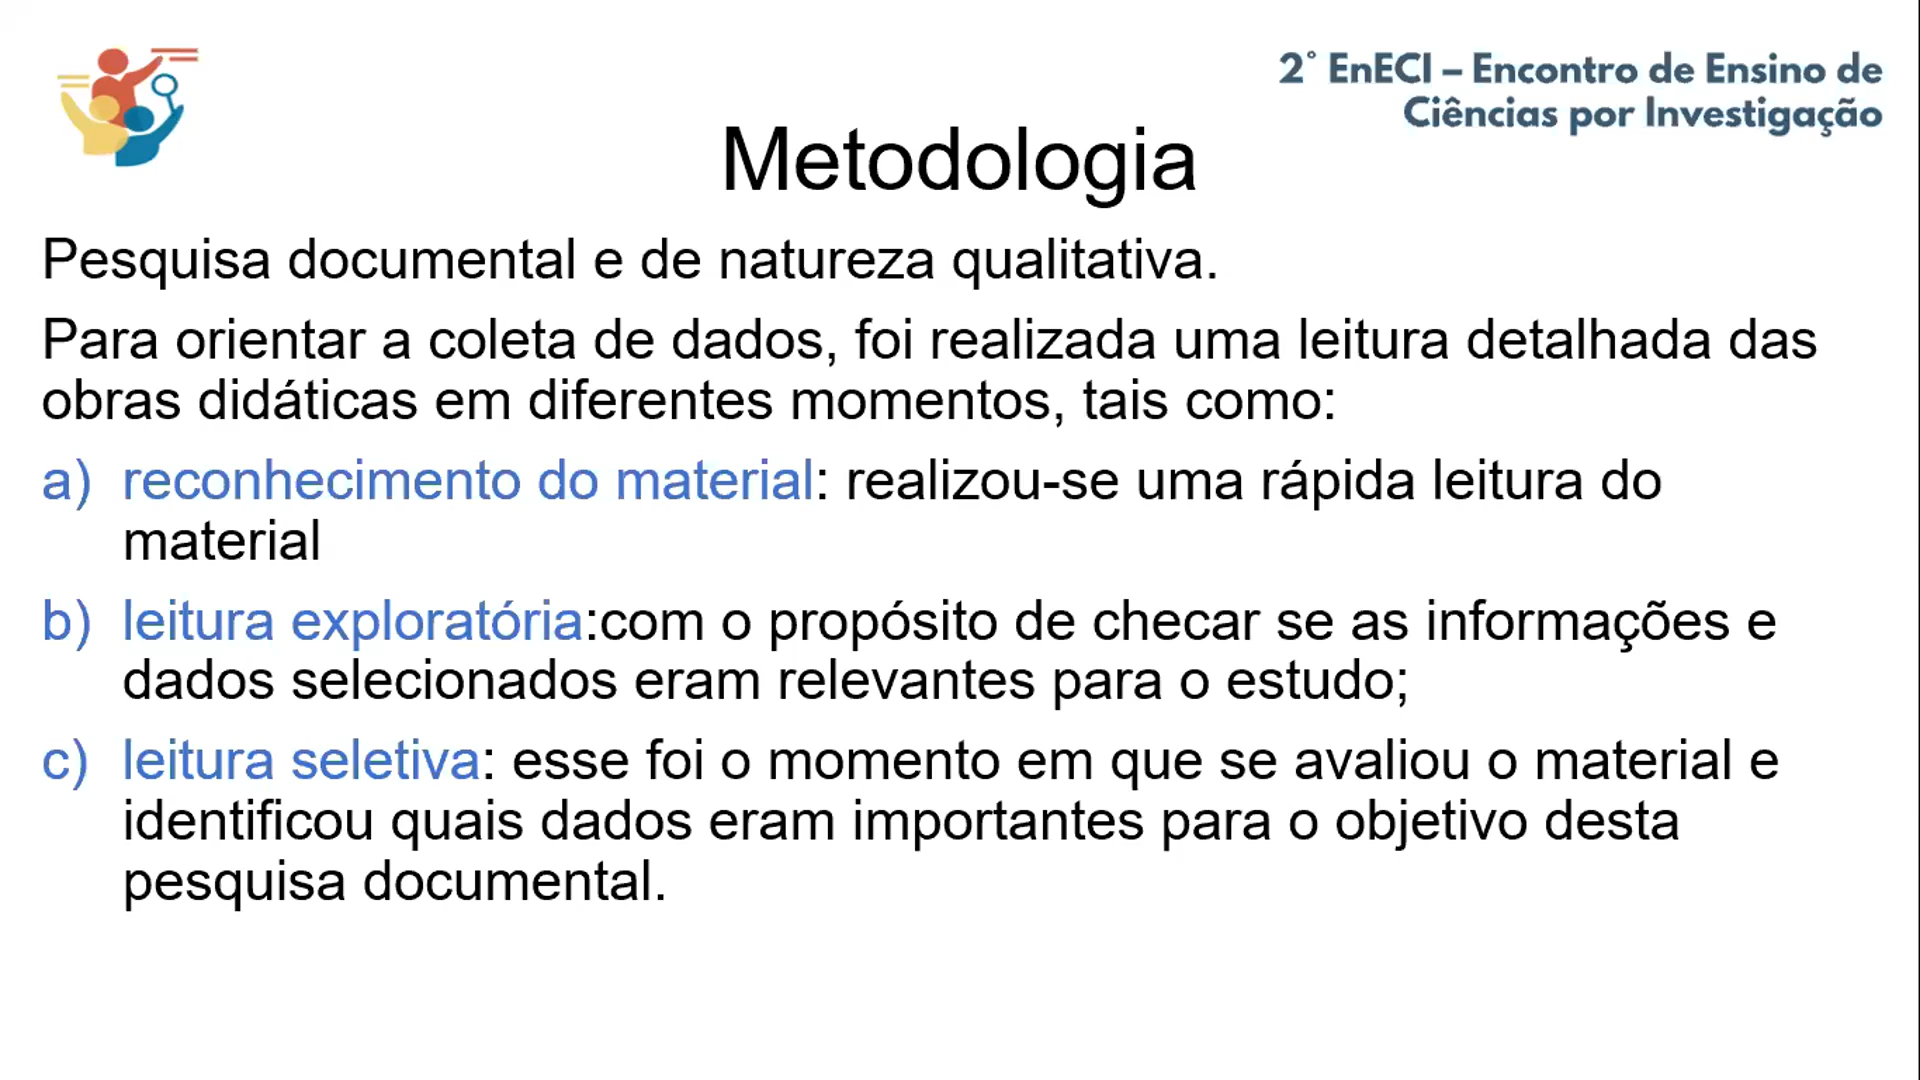 2° EnECI – Encontro de Ensino de
Ciências por Investigação
Metodologia
Pesquisa documental e de natureza qualitativa.
Para orientar a coleta de dados, foi realizada uma leitura detalhada das
obras didáticas em diferentes momentos, tais como:
a) reconhecimento do material: realizou-se uma rápida leitura do
material
b) leitura exploratória:com o propósito de checar se as informações e
dados selecionados eram relevantes para o estudo;
c) leitura seletiva: esse foi o momento em que se avaliou o material e
identificou quais dados eram importantes para o objetivo desta
pesquisa documental.